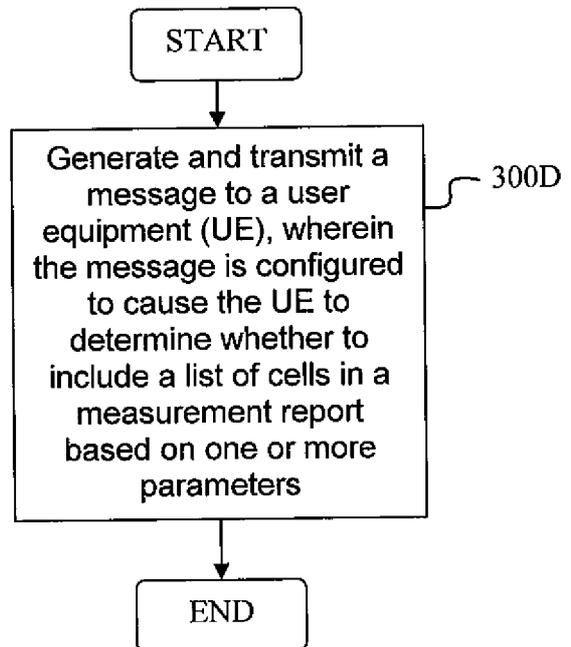 START
Generate and transmit a
message to a user
equipment (UE), wherein
the message is configured
to cause the UE to
determine whether to
include a list of cells in a
measurement report
based on one or more
parameters
300D
END